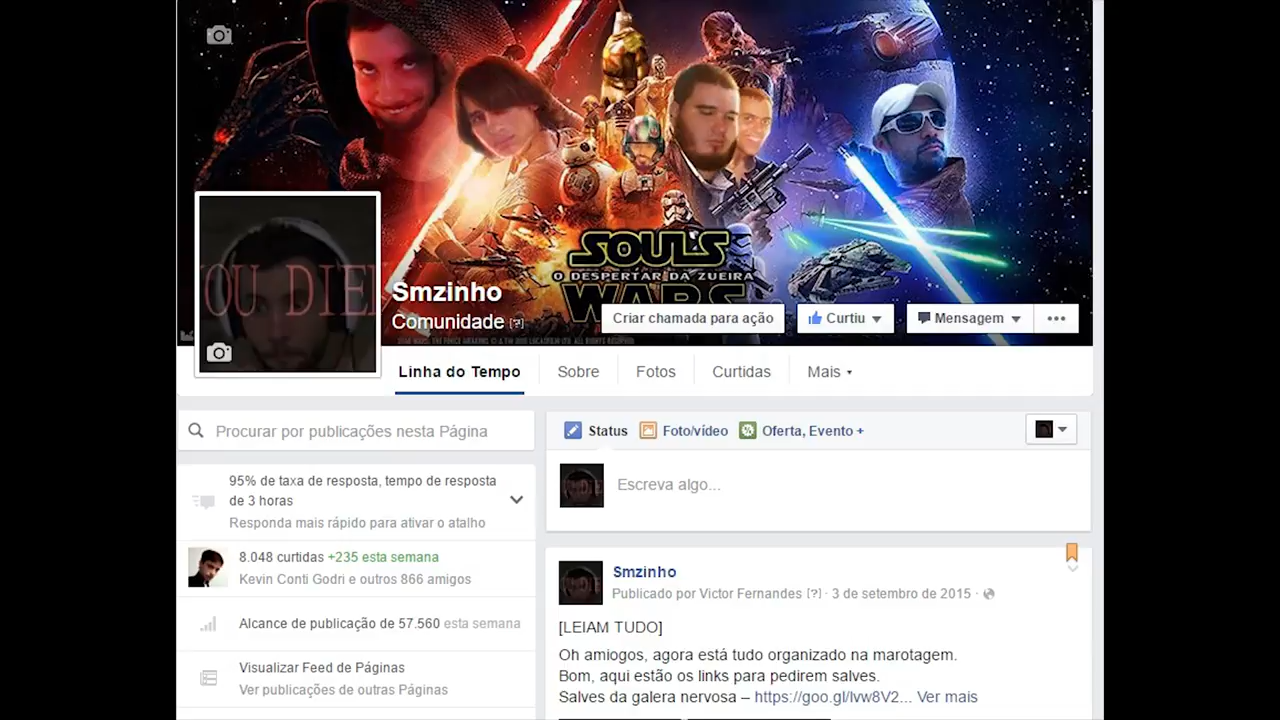 SOULS
O DESPERTAR DA ZUEIRA
WARS
YOU DIED
Smzinho
Comunidade [?]
Criar chamada para ação
Curtiu
Mensagem
Linha do Tempo
Sobre
Fotos
Curtidas
Mais
Procurar por publicações nesta Página
Status
Foto/vídeo
Oferta, Evento +
95% de taxa de resposta, tempo de resposta
de 3 horas
Responda mais rápido para ativar o atalho
Escreva algo...
8.048 curtidas +235 esta semana
Kevin Conti Godri e outros 866 amigos
Alcance de publicação de 57.560 esta semana
Visualizar Feed de Páginas
Ver publicações de outras Páginas
Smzinho
Publicado por Victor Fernandes [?] · 3 de setembro de 2015 ·
[LEIAM TUDO]
Oh amiogos, agora está tudo organizado na marotagem.
Bom, aqui estão os links para pedirem salves.
Salves da galera nervosa – https://goo.gl/Ivw8V2... Ver mais